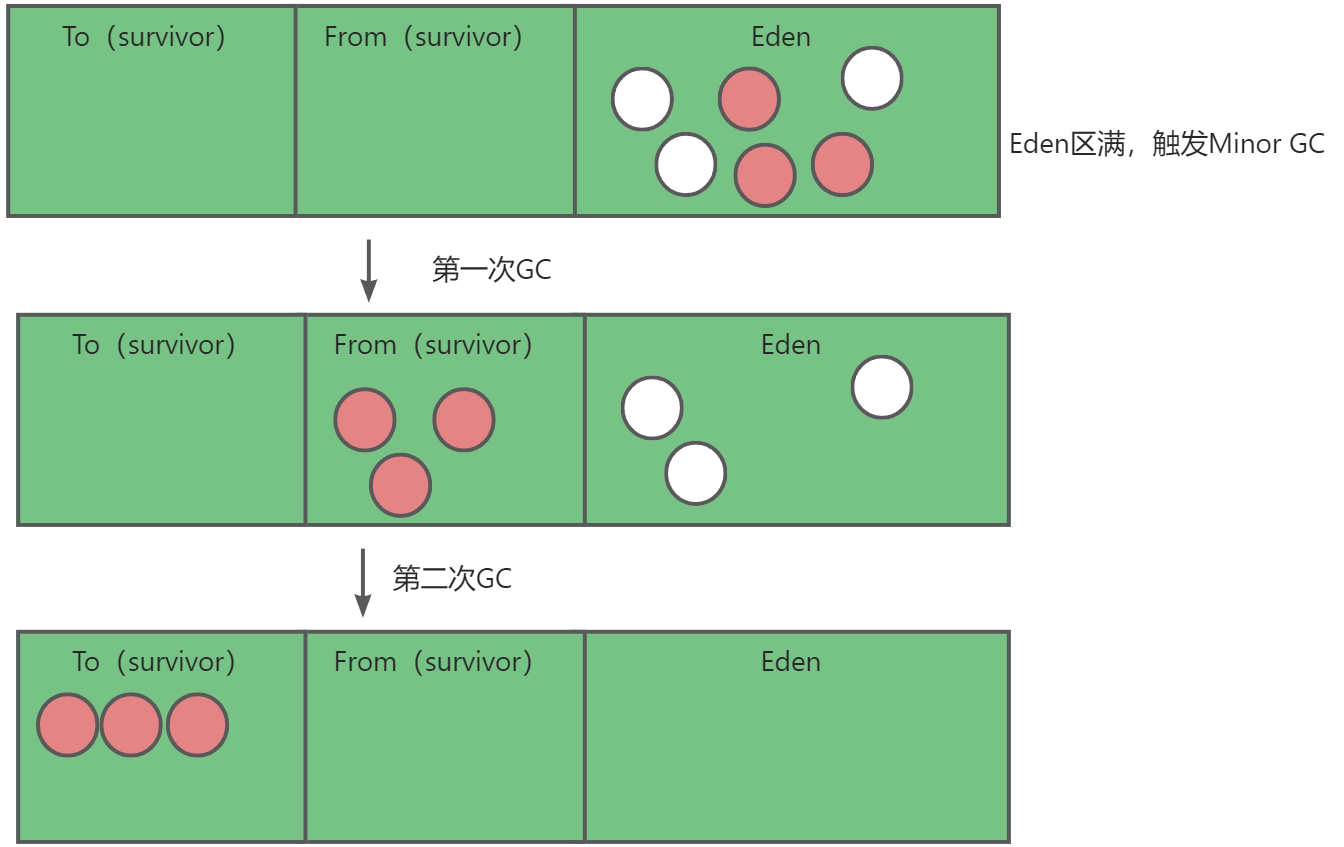 To（survivor）
From（survivor）
Eden
Eden区满，触发Minor GC
第一次GC
To（survivor）
From（survivor）
Eden
第二次GC
To（survivor）
From（survivor）
Eden